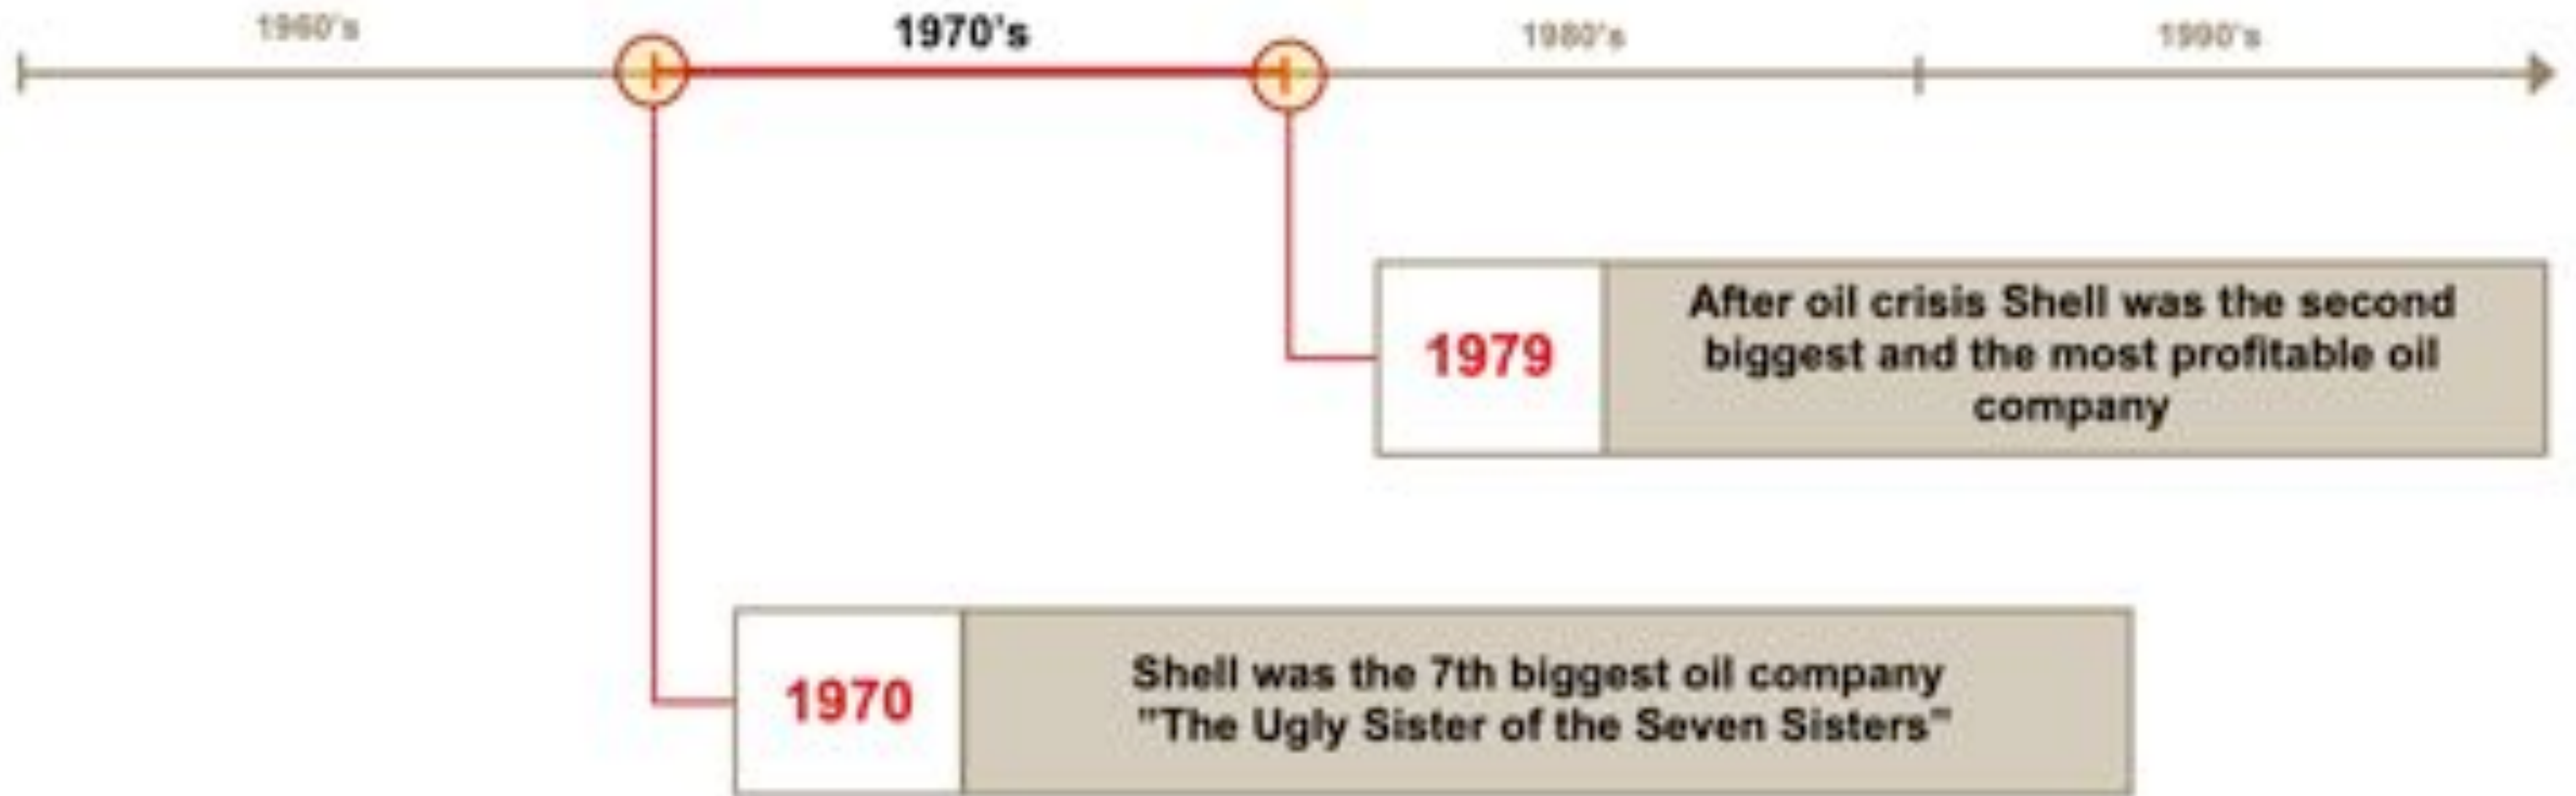 1960's
1970's
1980's
1990's
1979
After oil crisis Shell was the second
biggest and the most profitable oil
company
1970
Shell was the 7th biggest oil company
"The Ugly Sister of the Seven Sisters"